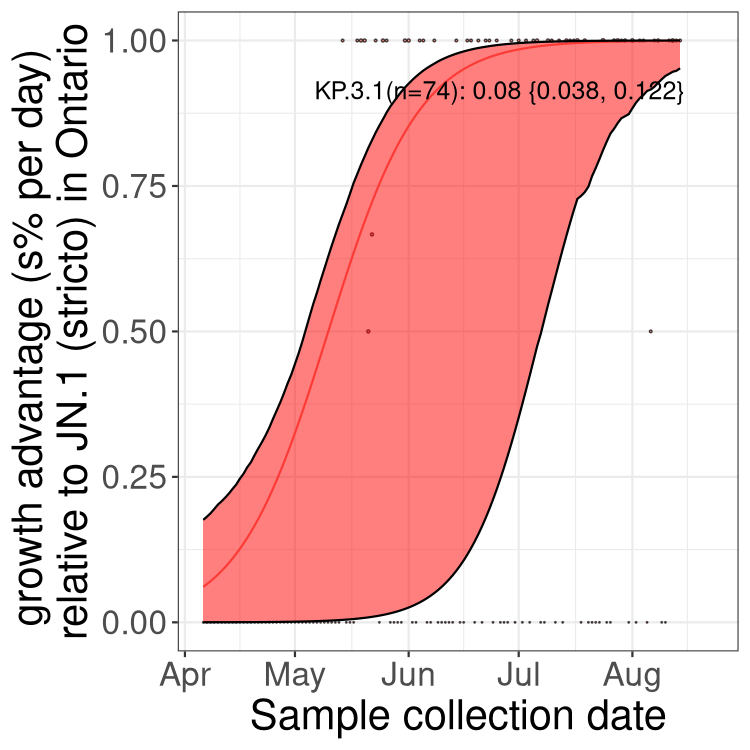 growth advantage (s% per day)
relative to JN.1 (stricto) in Ontario
1.00
0.75
0.50
0.25
0.00
KP.3.1(n=74): 0.08 {0.038, 0.122}
Apr May Jun Jul Aug
Sample collection date